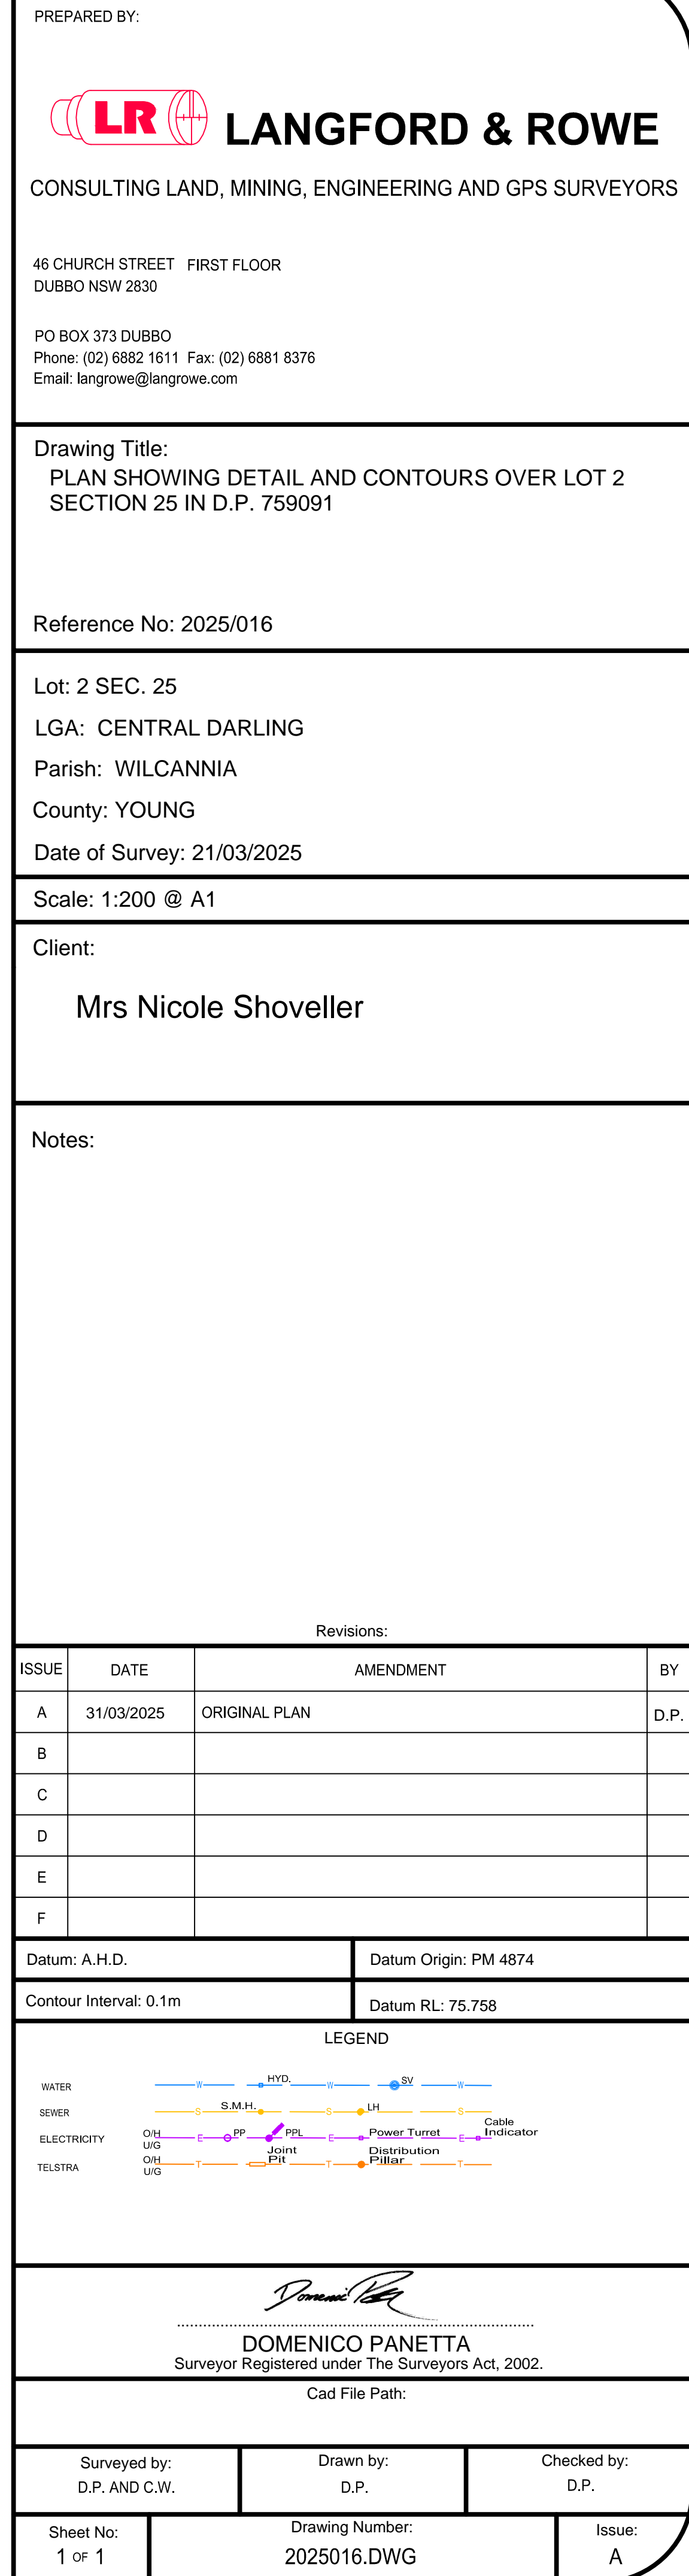 PREPARED BY:
LR LANGFORD & ROWE
CONSULTING LAND, MINING, ENGINEERING AND GPS SURVEYORS
46 CHURCH STREET FIRST FLOOR
DUBBO NSW 2830
PO BOX 373 DUBBO
Phone: (02) 6882 1611 Fax: (02) 6881 8376
Email: langrowe@langrowe.com
Drawing Title:
PLAN SHOWING DETAIL AND CONTOURS OVER LOT 2
SECTION 25 IN D.P. 759091
Reference No: 2025/016
Lot: 2 SEC. 25
LGA: CENTRAL DARLING
Parish: WILCANNIA
County: YOUNG
Date of Survey: 21/03/2025
Scale: 1:200 @ A1
Client:
Mrs Nicole Shoveller
Notes:
Revisions:
ISSUE DATE AMENDMENT BY
A 31/03/2025 ORIGINAL PLAN D.P.
B
C
D
E
F
Datum: A.H.D. Datum Origin: PM 4874
Contour Interval: 0.1m Datum RL: 75.758
LEGEND
WATER W HYD. W SV W
SEWER S S.M.H. S LH S
ELECTRICITY O/H U/G E PP PPL E Power Turret E Cable Indicator
TELSTRA O/H U/G T Joint Pit T Distribution Pillar T
DOMENICO PANETTA
Surveyor Registered under The Surveyors Act, 2002.
Cad File Path:
Surveyed by: Drawn by: Checked by:
D.P. AND C.W. D.P. D.P.
Sheet No: Drawing Number: Issue:
1 OF 1 2025016.DWG A